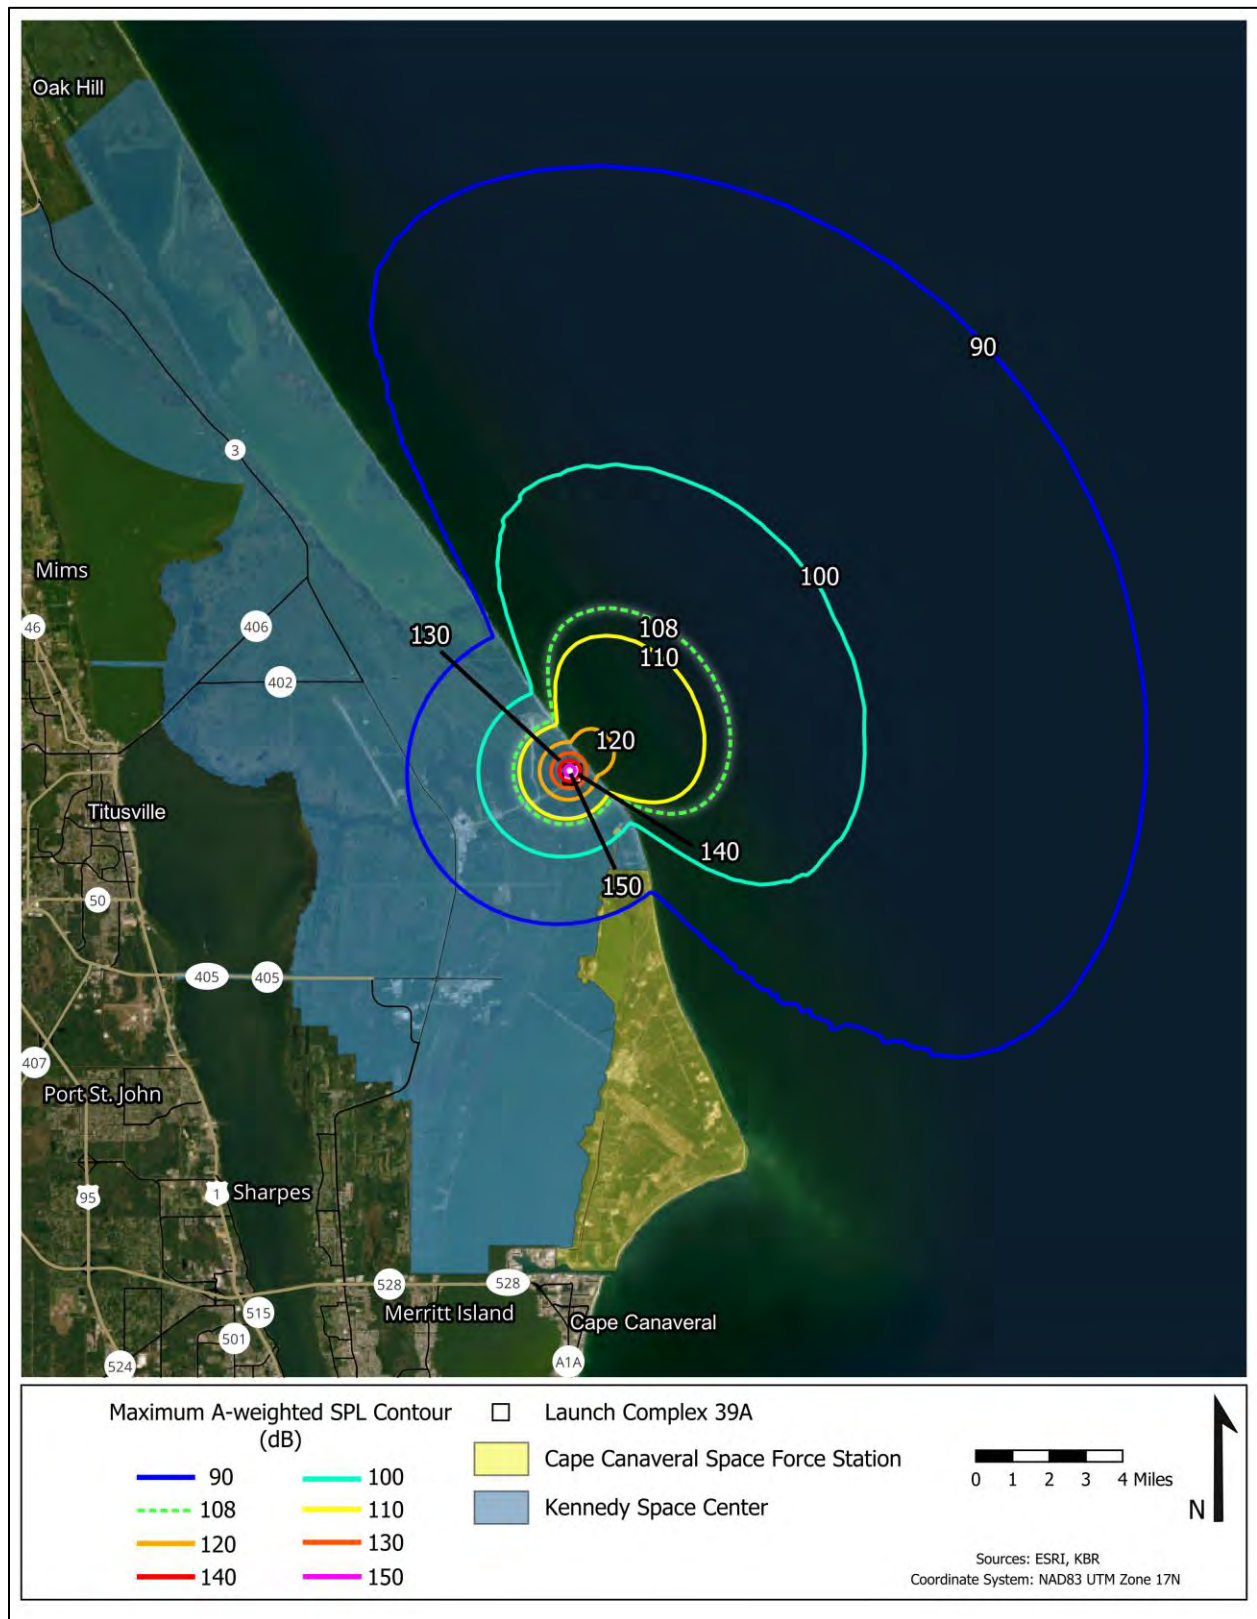 Oak Hill
90
3
100
Mims
46
406
130
108
110
402
120
Titusville
140
150
50
405
405
407
Port St. John
95
1
Sharpes
528
528
515
Merritt Island
Cape Canaveral
501
524
A1A
Maximum A-weighted SPL Contour
(dB)
90
100
108
110
120
130
140
150
Launch Complex 39A
Cape Canaveral Space Force Station
Kennedy Space Center
0 1 2 3 4 Miles
N
Sources: ESRI, KBR
Coordinate System: NAD83 UTM Zone 17N